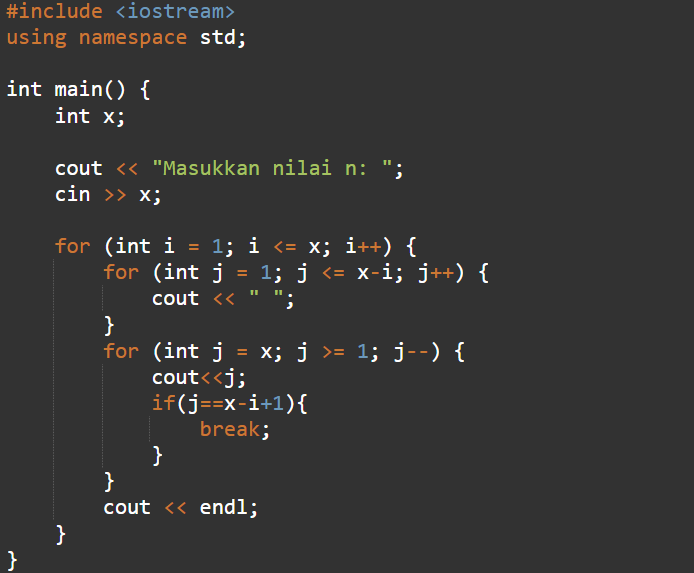 #include <iostream>
using namespace std;

int main() {
    int x;

    cout << "Masukkan nilai n: ";
    cin >> x;

    for (int i = 1; i <= x; i++) {
        for (int j = 1; j <= x-i; j++) {
            cout << " ";
        }
        for (int j = x; j >= 1; j--) {
            cout<<j;
            if(j==x-i+1){
                break;
            }
        }
        cout << endl;
    }
}